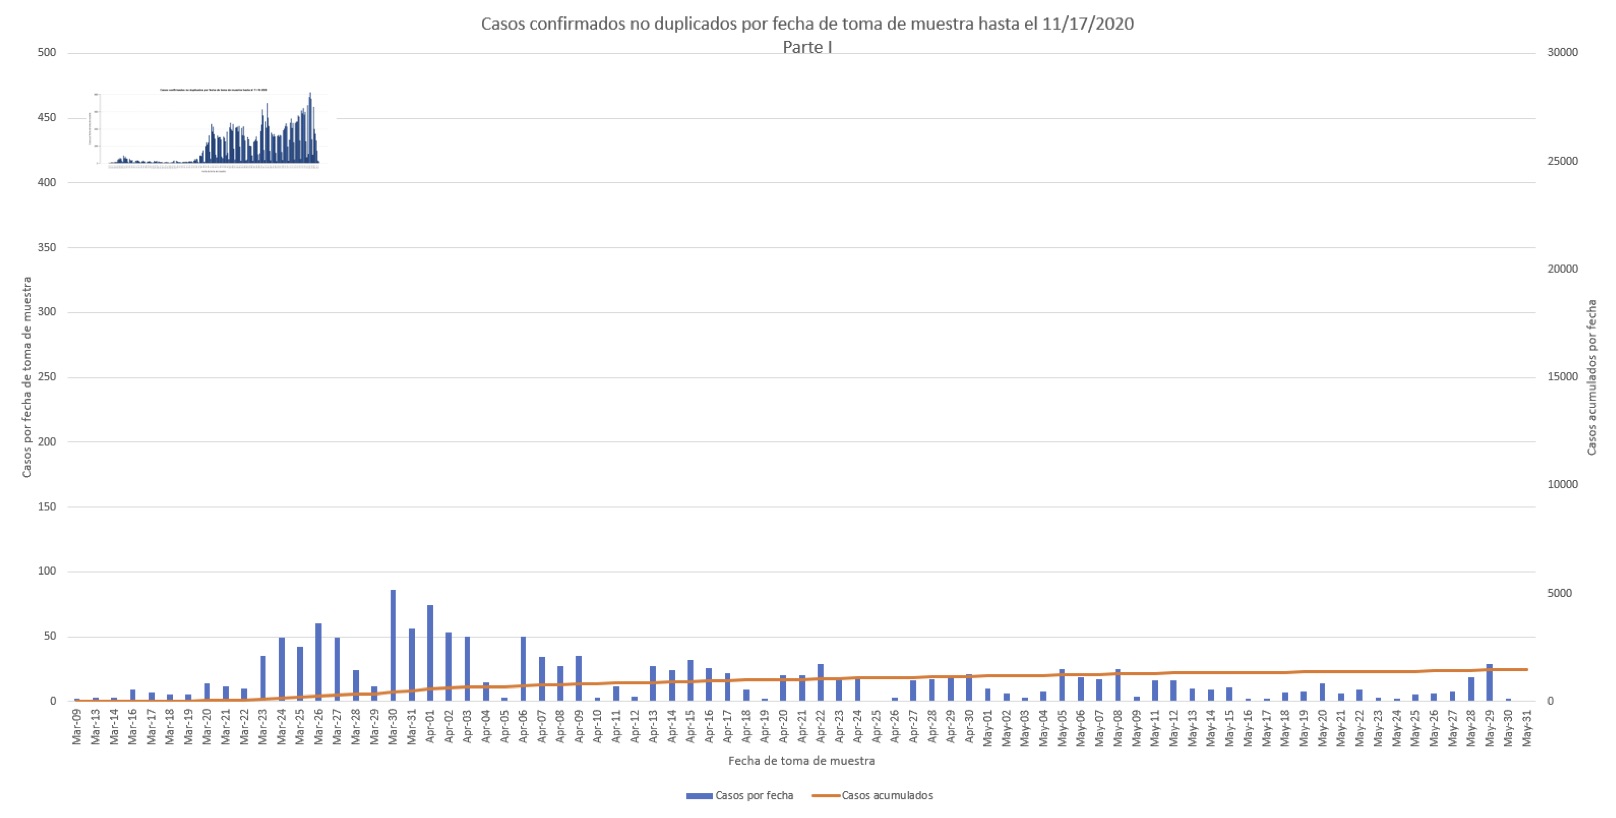 Casos confirmados no duplicados por fecha de toma de muestra hasta el 11/17/2020
Parte I
500
450
400
350
300
250
200
150
100
50
0
Casos por fecha de toma de muestra
30000
25000
20000
15000
10000
5000
0
Casos acumulados por fecha
Mar-09
Mar-13
Mar-14
Mar-16
Mar-17
Mar-18
Mar-19
Mar-20
Mar-21
Mar-22
Mar-23
Mar-24
Mar-25
Mar-26
Mar-27
Mar-28
Mar-29
Mar-30
Mar-31
Apr-01
Apr-02
Apr-03
Apr-04
Apr-05
Apr-06
Apr-07
Apr-08
Apr-09
Apr-10
Apr-11
Apr-12
Apr-13
Apr-14
Apr-15
Apr-16
Apr-17
Apr-18
Apr-19
Apr-20
Apr-21
Apr-22
Apr-23
Apr-24
Apr-25
Apr-26
Apr-27
Apr-28
Apr-29
Apr-30
May-01
May-02
May-03
May-04
May-05
May-06
May-07
May-08
May-09
May-11
May-12
May-13
May-14
May-15
May-16
May-17
May-18
May-19
May-20
May-21
May-22
May-23
May-24
May-25
May-26
May-27
May-28
May-29
May-30
May-31
Fecha de toma de muestra
Casos por fecha
Casos acumulados